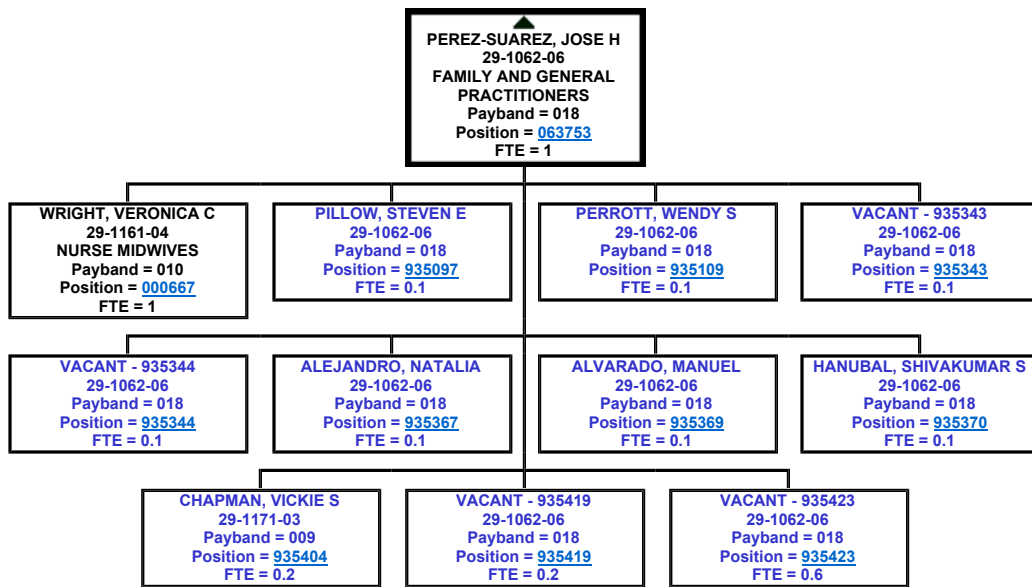 PEREZ-SUAREZ, JOSE H
29-1062-06
FAMILY AND GENERAL
PRACTITIONERS
Payband = 018
Position = 063753
FTE = 1
WRIGHT, VERONICA C
29-1161-04
NURSE MIDWIVES
Payband = 010
Position = 000667
FTE = 1
PILLOW, STEVEN E
29-1062-06
Payband = 018
Position = 935097
FTE = 0.1
PERROTT, WENDY S
29-1062-06
Payband = 018
Position = 935109
FTE = 0.1
VACANT - 935343
29-1062-06
Payband = 018
Position = 935343
FTE = 0.1
VACANT - 935344
29-1062-06
Payband = 018
Position = 935344
FTE = 0.1
ALEJANDRO, NATALIA
29-1062-06
Payband = 018
Position = 935367
FTE = 0.1
ALVARADO, MANUEL
29-1062-06
Payband = 018
Position = 935369
FTE = 0.1
HANUBAL, SHIVAKUMAR S
29-1062-06
Payband = 018
Position = 935370
FTE = 0.1
CHAPMAN, VICKIE S
29-1171-03
Payband = 009
Position = 935404
FTE = 0.2
VACANT - 935419
29-1062-06
Payband = 018
Position = 935419
FTE = 0.2
VACANT - 935423
29-1062-06
Payband = 018
Position = 935423
FTE = 0.6